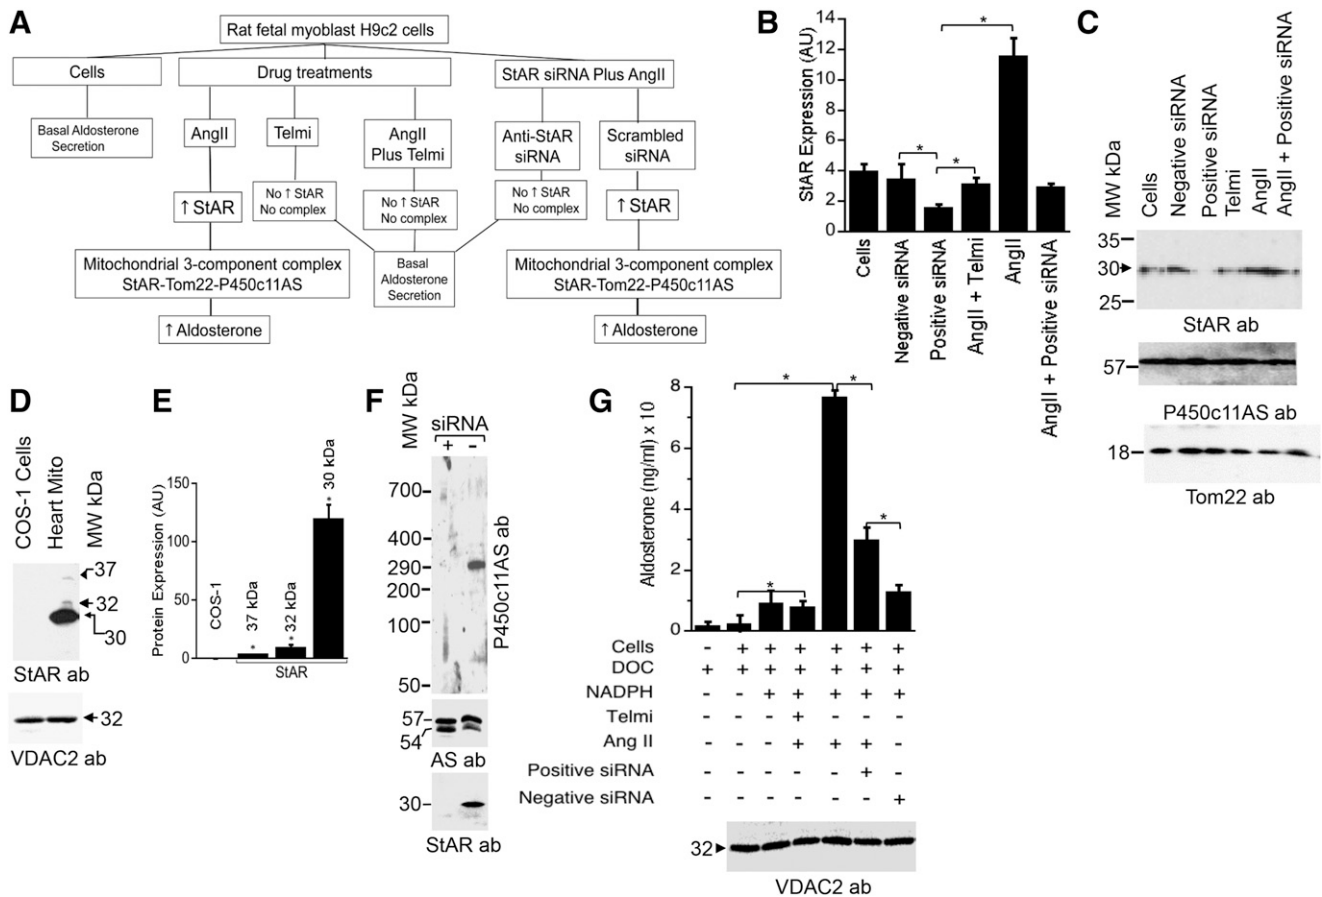 A
Rat fetal myoblast H9c2 cells
Cells
Drug treatments
StAR siRNA Plus AngII
Basal Aldosterone
Secretion
AngII
Telmi
AngII
Plus Telmi
Anti-StAR
siRNA
Scrambled
siRNA
↑ StAR
No ↑ StAR
No complex
No ↑ StAR
No complex
No ↑ StAR
No complex
↑ StAR
Mitochondrial 3-component complex
StAR-Tom22-P450c11AS
Basal
Aldosterone
Secretion
Mitochondrial 3-component complex
StAR-Tom22-P450c11AS
↑ Aldosterone
↑ Aldosterone
B
StAR Expression (AU)
14
12
10
8
6
4
2
0
*
*
*
Cells
Negative siRNA
Positive siRNA
AngII + Telmi
AngII
AngII + Positive siRNA
C
MW kDa
Cells
Negative siRNA
Positive siRNA
Telmi
AngII
AngII + Positive siRNA
35
30
25
StAR ab
57
P450c11AS ab
18
Tom22 ab
D
COS-1 Cells
Heart Mito
MW kDa
37
32
30
StAR ab
32
VDAC2 ab
E
Protein Expression (AU)
150
100
50
0
COS-1
37 kDa
*
32 kDa
*
30 kDa
*
StAR
F
MW kDa
siRNA
+ -
700
400
290
200
100
50
P450c11AS ab
57
54
AS ab
30
StAR ab
G
Aldosterone (ng/ml) x 10
8
6
4
2
0
*
*
*
*
Cells - + + + + + +
DOC + + + + + + +
NADPH - - + + + + +
Telmi - - - + - - -
Ang II - - - + + + -
Positive siRNA - - - - - + -
Negative siRNA - - - - - - +
32
VDAC2 ab